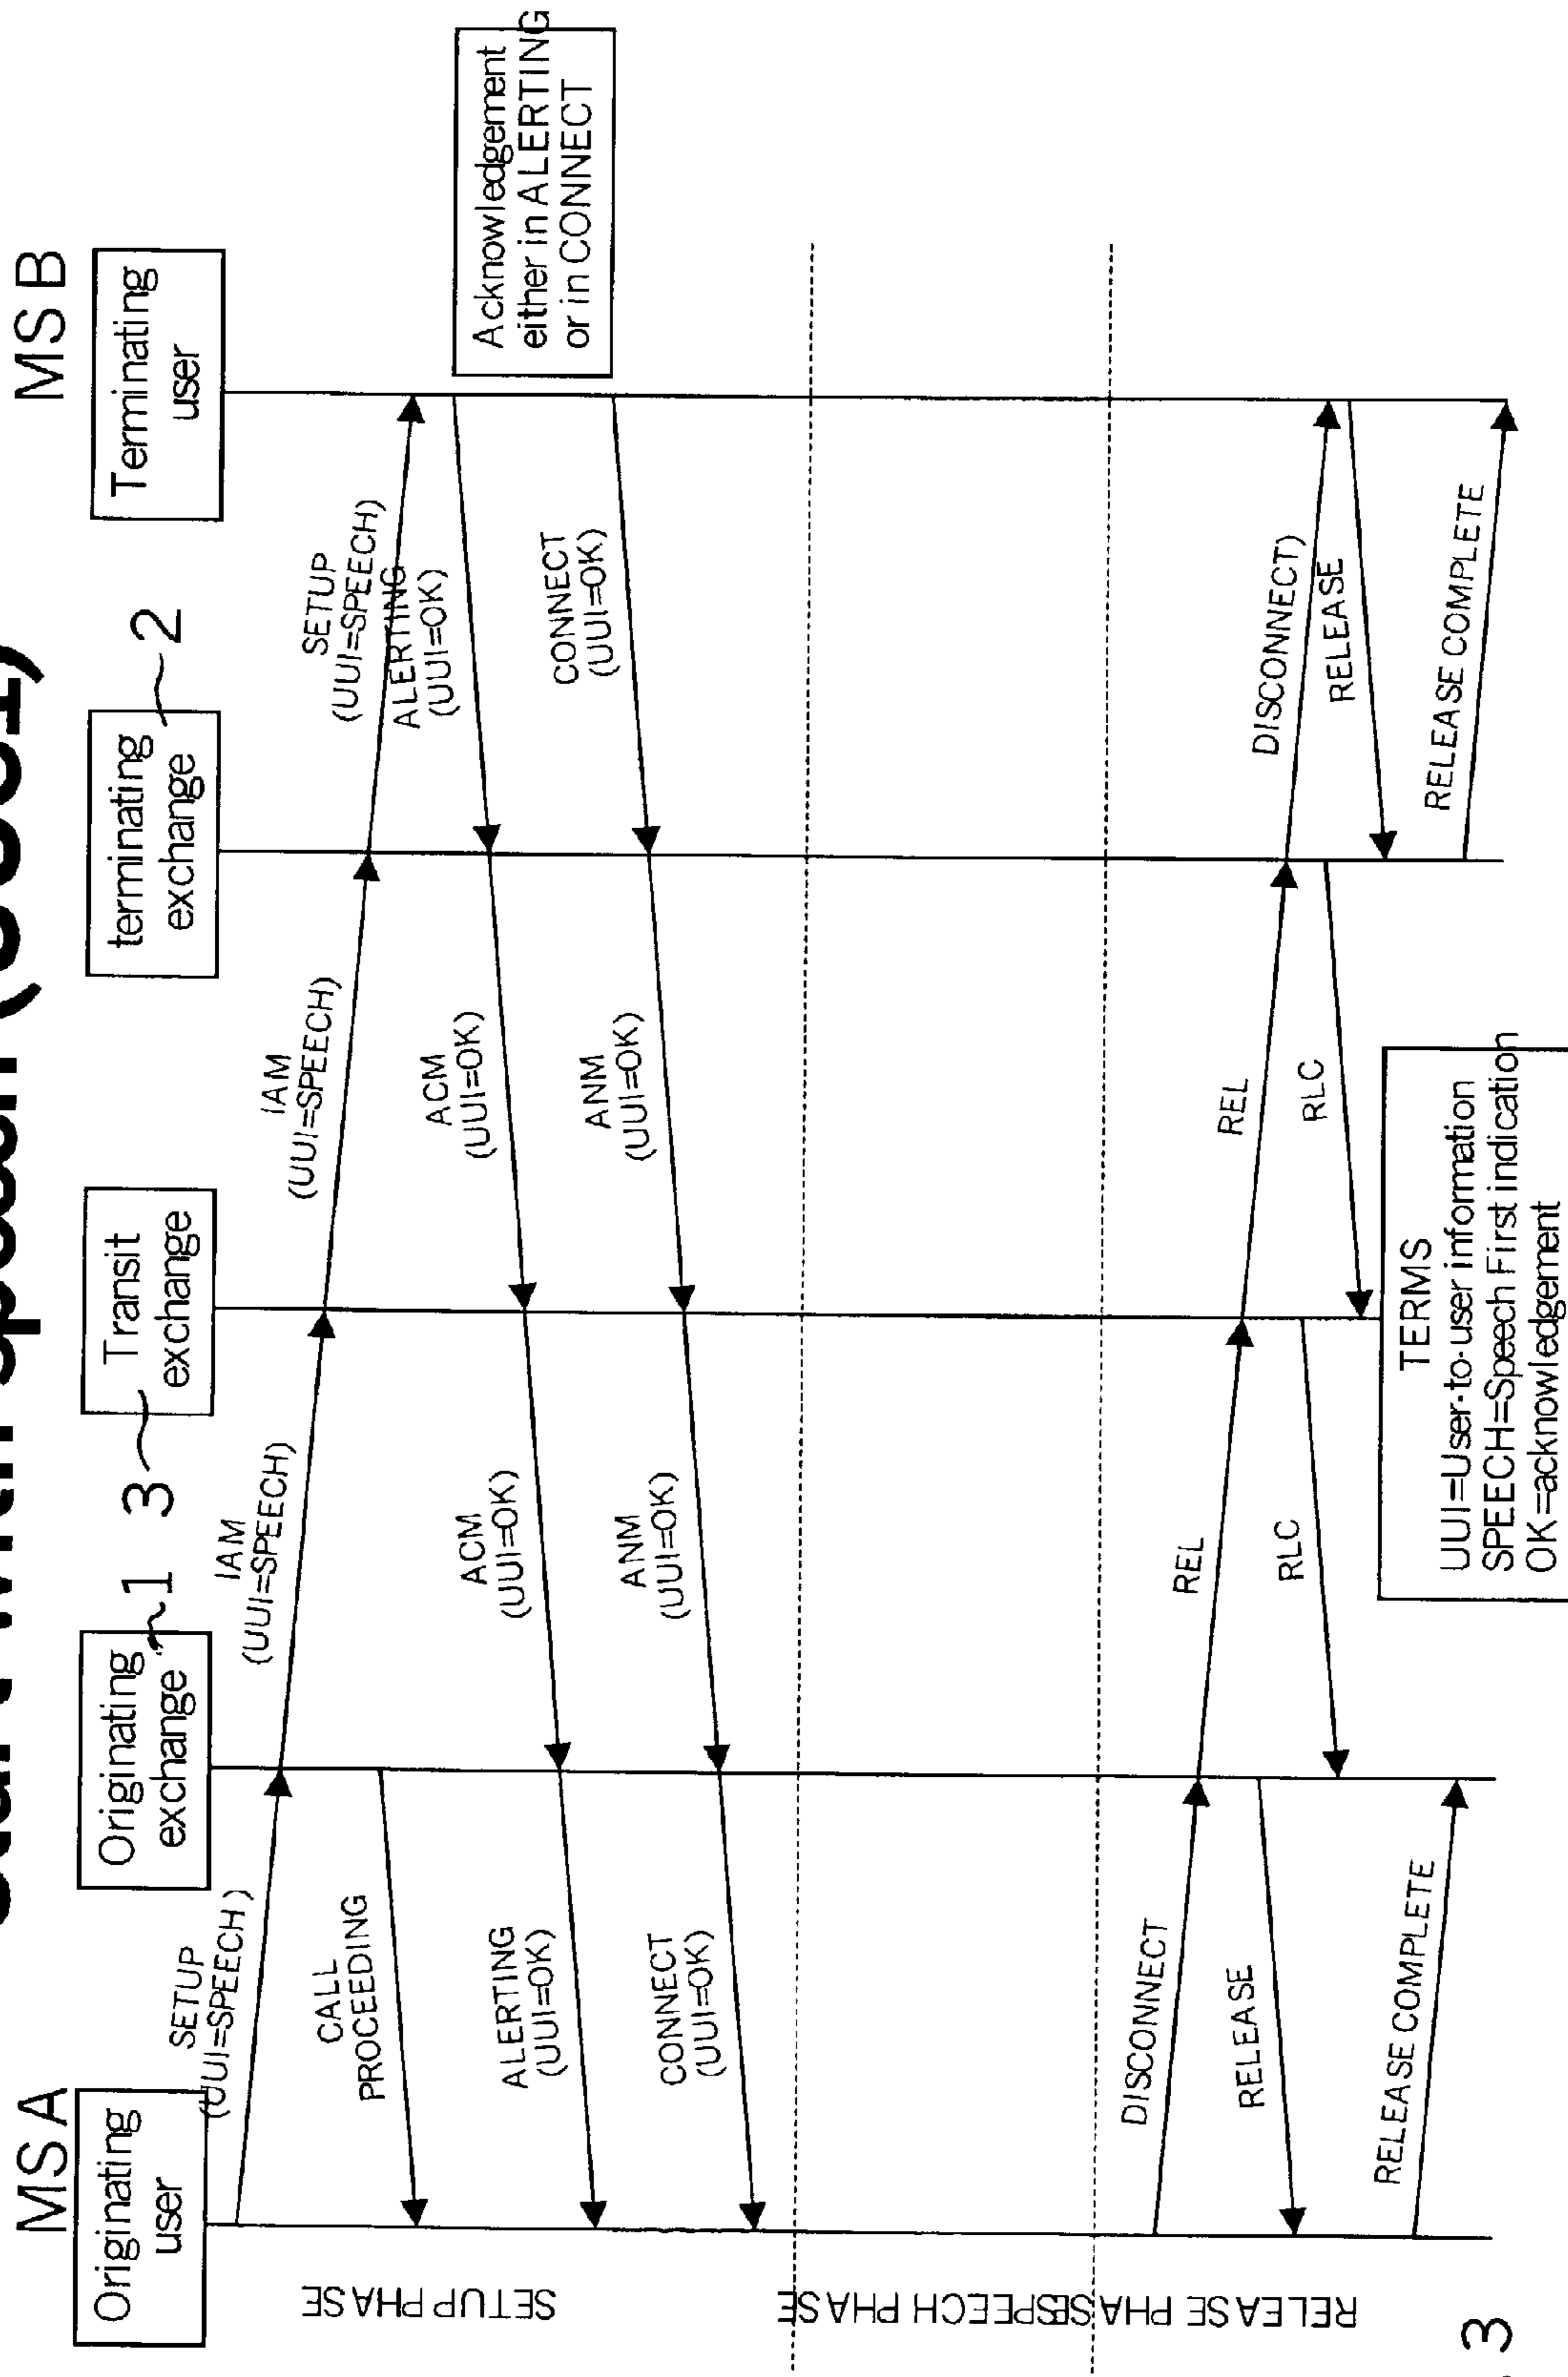 MS A
MS B
Originating
user
Originating
exchange
1
3
Transit
exchange
terminating
exchange
2
Terminating
user
SETUP
(UUI=SPEECH)
IAM
(UUI=SPEECH)
IAM
(UUI=SPEECH)
SETUP
(UUI=SPEECH)
CALL
PROCEEDING
ALERTING
(UUI=OK)
ACM
(UUI=OK)
ACM
(UUI=OK)
ALERTING
(UUI=OK)
Acknowledgement
either in ALERTING
or in CONNECT
CONNECT
(UUI=OK)
ANM
(UUI=OK)
ANM
(UUI=OK)
CONNECT
(UUI=OK)
SETUP PHASE
SPEECH PHASE
RELEASE PHASE
DISCONNECT
REL
REL
DISCONNECT)
RELEASE
RLC
RLC
RELEASE
RELEASE COMPLETE
RELEASE COMPLETE
TERMS
UUI=User-to-user information
SPEECH=Speech First indication
OK=acknowledgement
3